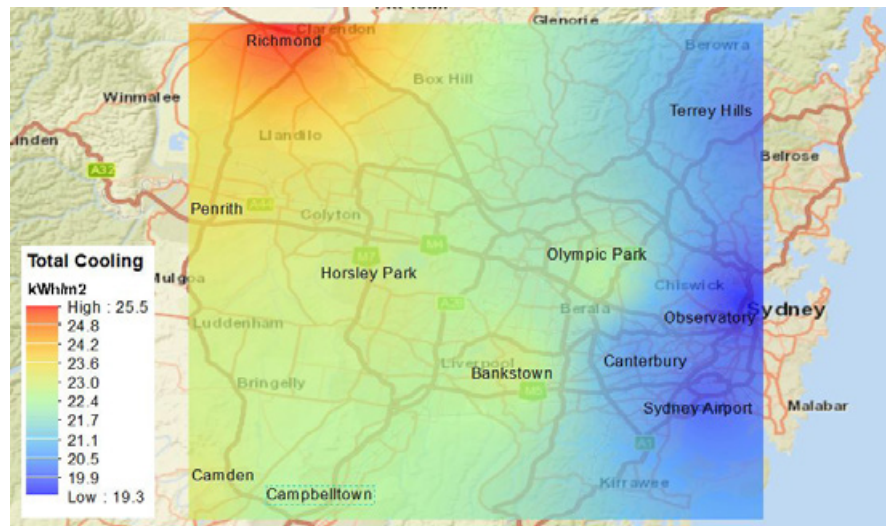 Glenorie
Clarendon
Richmond
Berowra
Box Hill
Winmalee
Terrey Hills
Llandilo
inden
A32
Belrose
Penrith
A44
Colyton
M4
Olympic Park
M7
Horsley Park
Total Cooling
kWh/m2
Mulgoa
Chiswick
High : 25.5
24.8
24.2
23.6
23.0
22.4
21.7
21.1
20.5
19.9
Low : 19.3
A28
Berala
Observatory
Sydney
Luddenham
Liverpool
Canterbury
Bankstown
Bringelly
M5
Sydney Airport
Malabar
A1
Camden
Campbelltown
Kirrawee